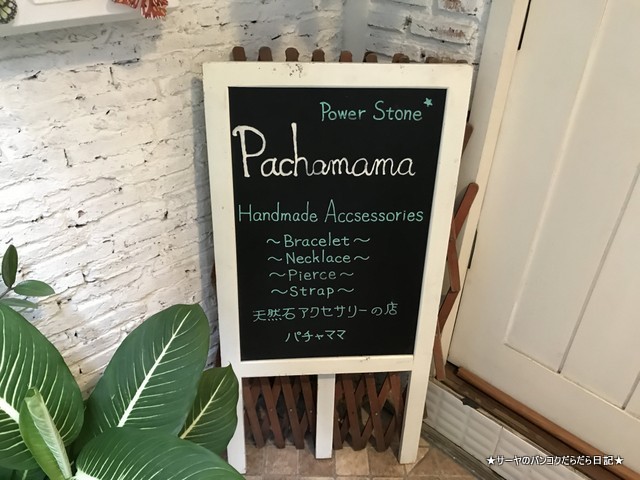 Power Stone★
Pachamama
Handmade Accsessories
～Bracelet～
～Necklace～
～Pierce～
～Strap～
天然石アクセサリーの店
パチャママ
★サーヤのバンコクだらだら日記★